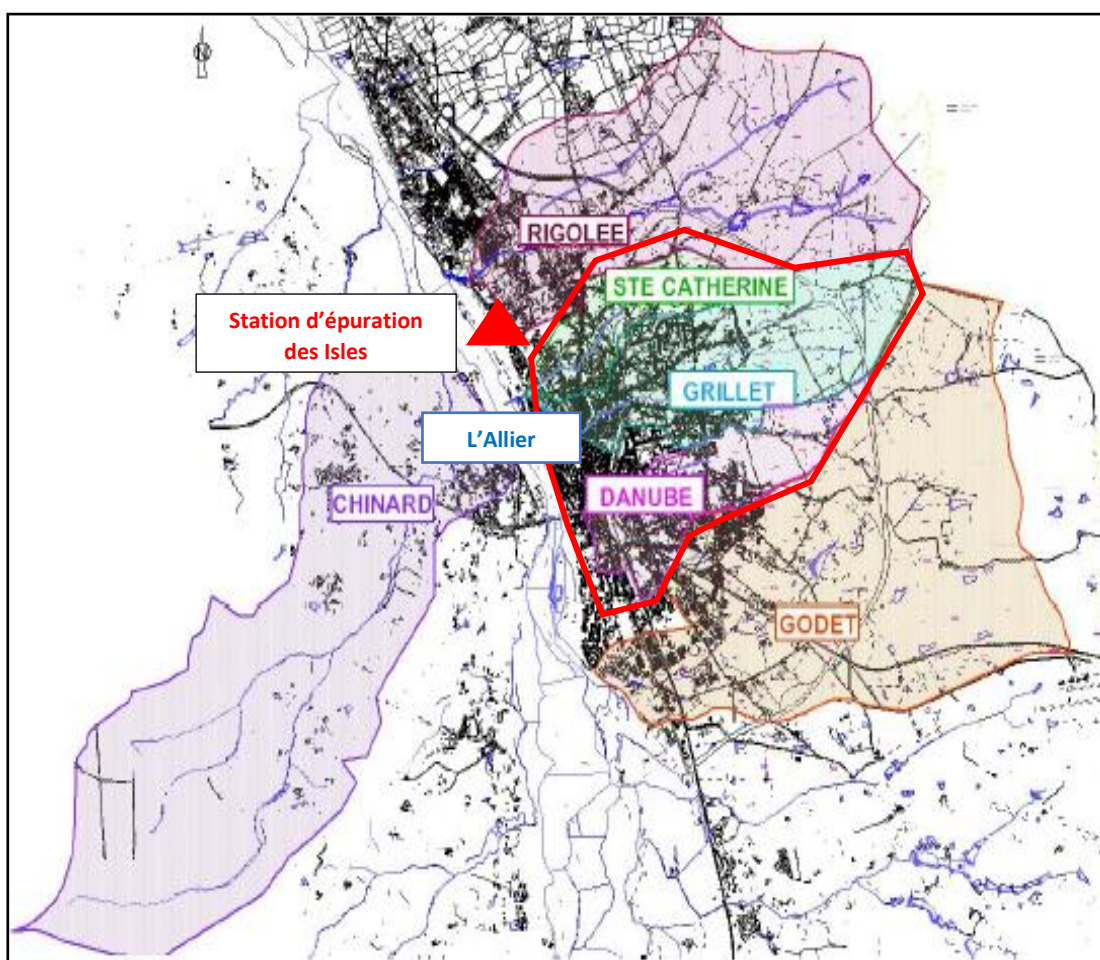 N
RIGOLEE
STE CATHERINE
Station d'épuration
des Isles
GRILLET
L'Allier
CHINARD
DANUBE
GODET